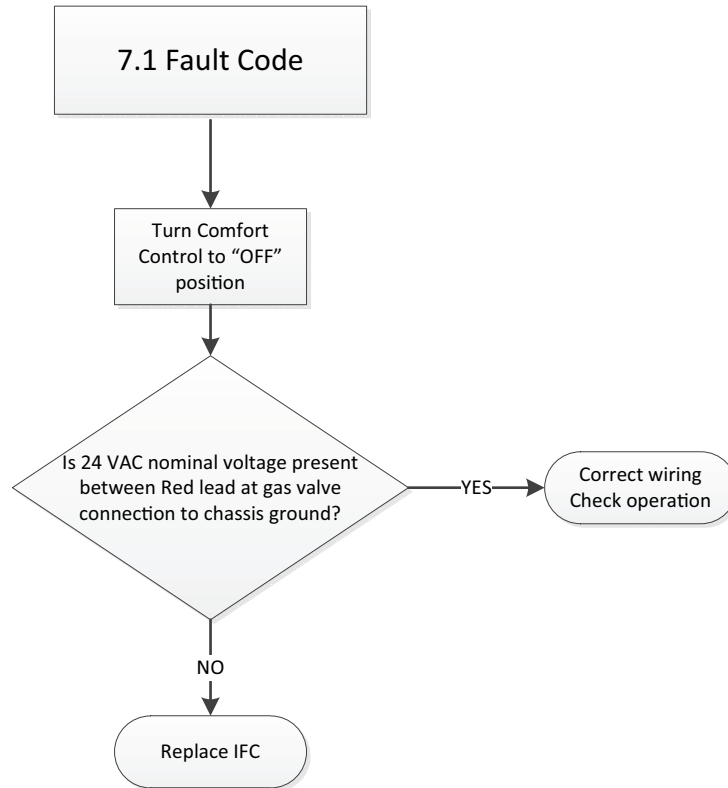 7.1 Fault Code
Turn Comfort
Control to “OFF”
position
Is 24 VAC nominal voltage present
between Red lead at gas valve
connection to chassis ground?
YES
Correct wiring
Check operation
NO
Replace IFC